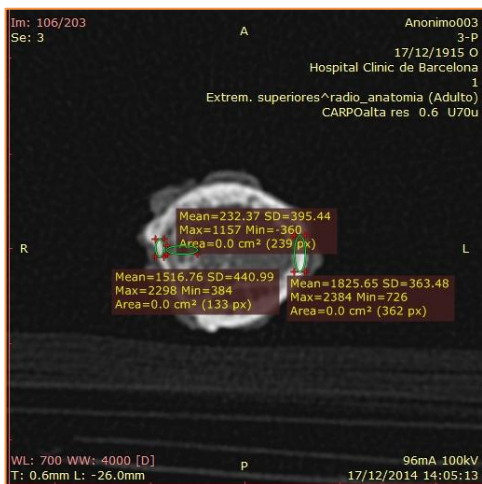 Im: 106/203
Se: 3
A
Anonimo003
3-P
17/12/1915 O
Hospital Clinic de Barcelona
1
Extrem. superiores^radio_anatomia (Adulto)
CARPOalta res 0.6 U70u
Mean=232.37 SD=395.44
Max=1157 Min=-360
Area=0.0 cm² (239 px)
R
L
Mean=1516.76 SD=440.99
Max=2298 Min=384
Area=0.0 cm² (133 px)
Mean=1825.65 SD=363.48
Max=2384 Min=726
Area=0.0 cm² (362 px)
WL: 700 WW: 4000 [D]
T: 0.6mm L: -26.0mm
P
96mA 100kV
17/12/2014 14:05:13